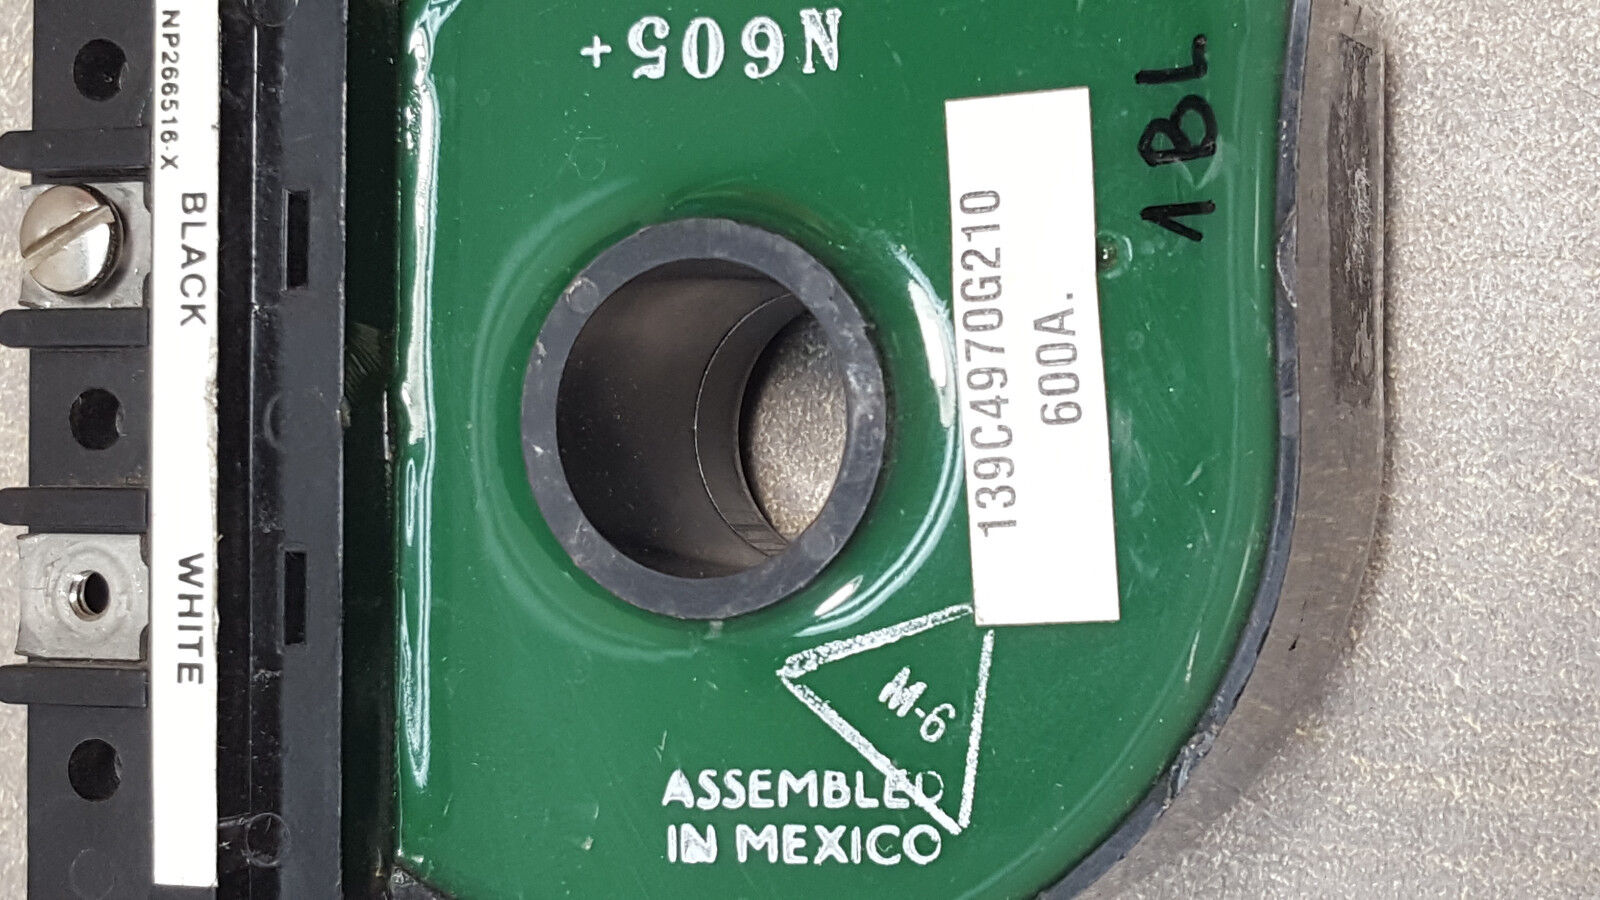 NP266516-X
BLACK
WHITE
N605+
139C4970G210
600A.
1BL
M-6
ASSEMBLED
IN MEXICO